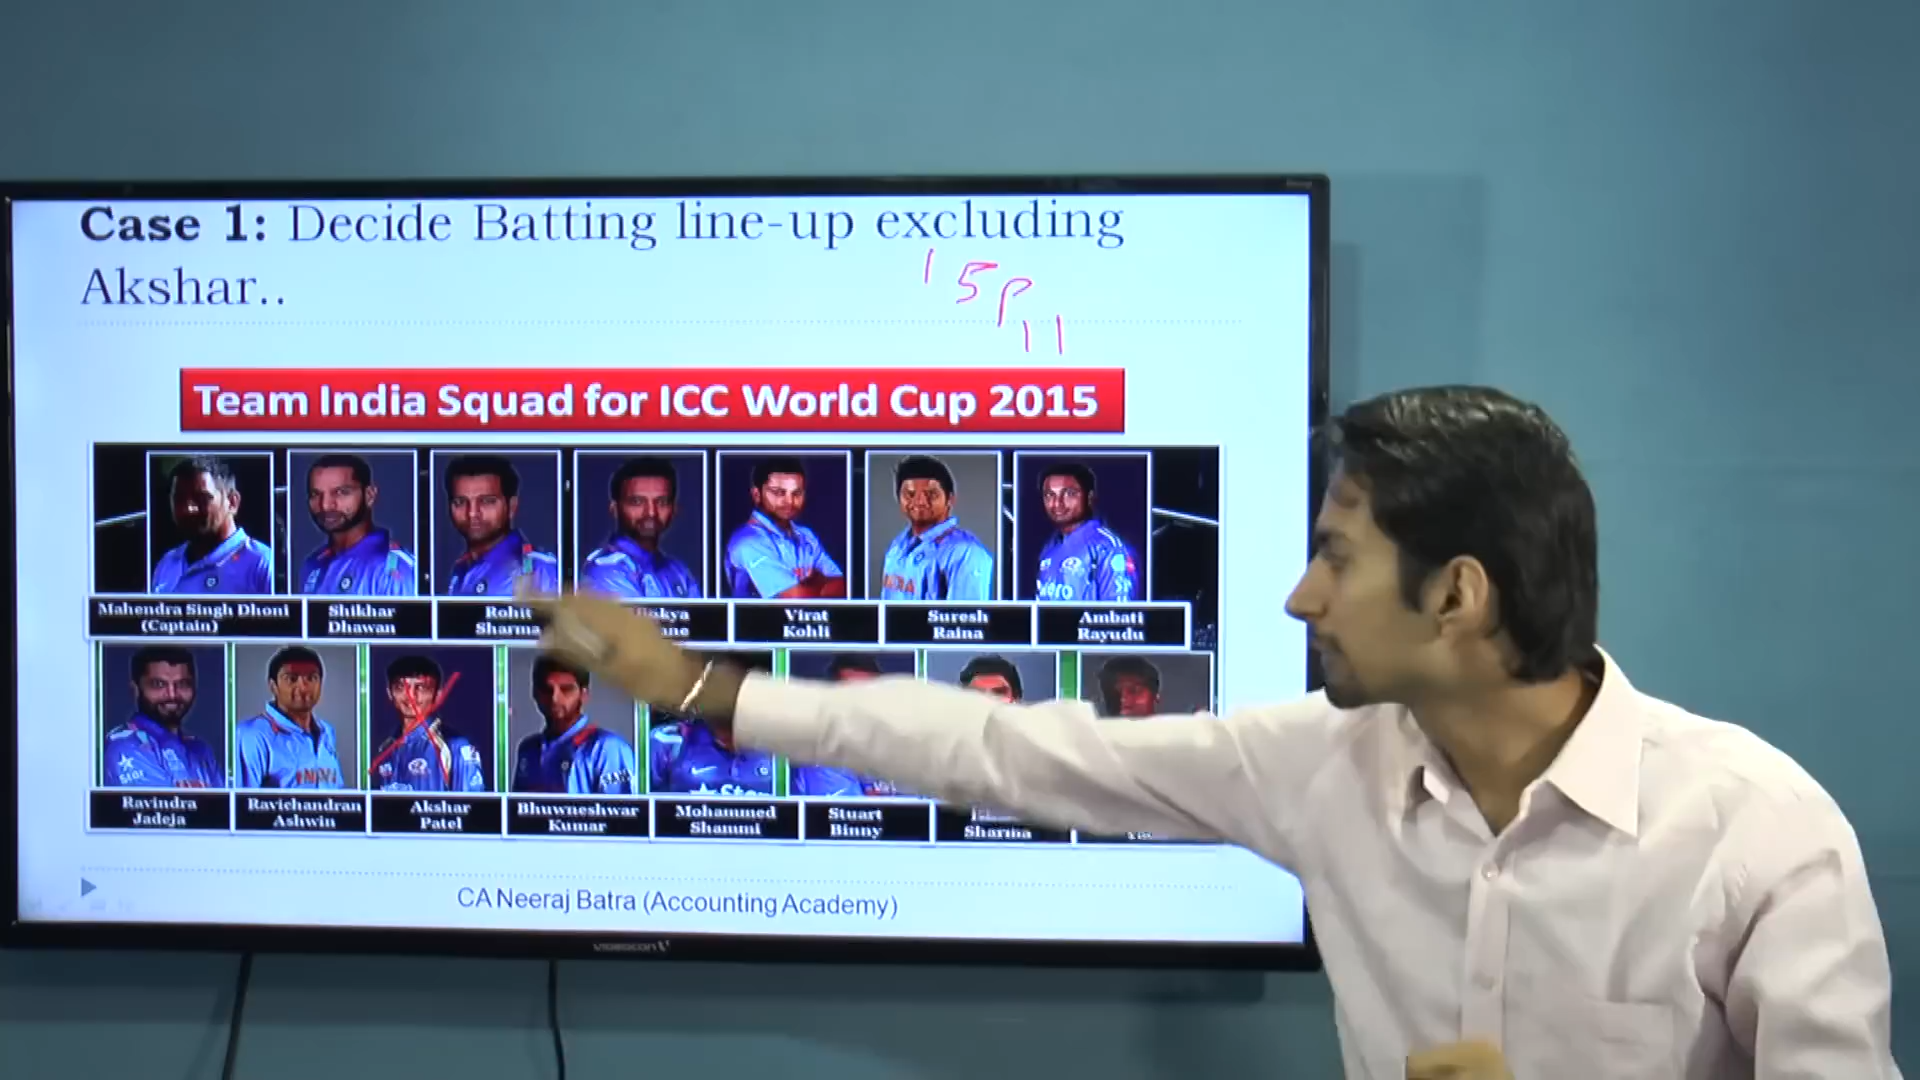 Case 1: Decide Batting line-up excluding
Akshar..
15P11
Team India Squad for ICC World Cup 2015
Mahendra Singh Dhoni
(Captain)
Shikhar
Dhawan
Rohit
Sharma
Virat
Kohli
Suresh
Raina
Ambati
Rayudu
Ravindra
Jadeja
Ravichandran
Ashwin
Akshar
Patel
Bhuwneshwar
Kumar
Mohammed
Shammi
Stuart
Binny
Sharma
CA Neeraj Batra (Accounting Academy)
VIDEOCON